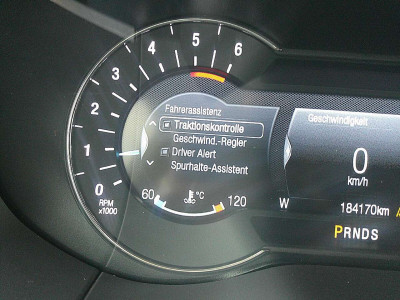 6
5
4
3
2
1
0
RPM
x1000
Fahrerassistenz
Traktionskontrolle
Geschwind.-Regler
Driver Alert
Spurhalte-Assistent
60 °C 120
Geschwindigkeit
0
km/h
W 184170km
PRNDS